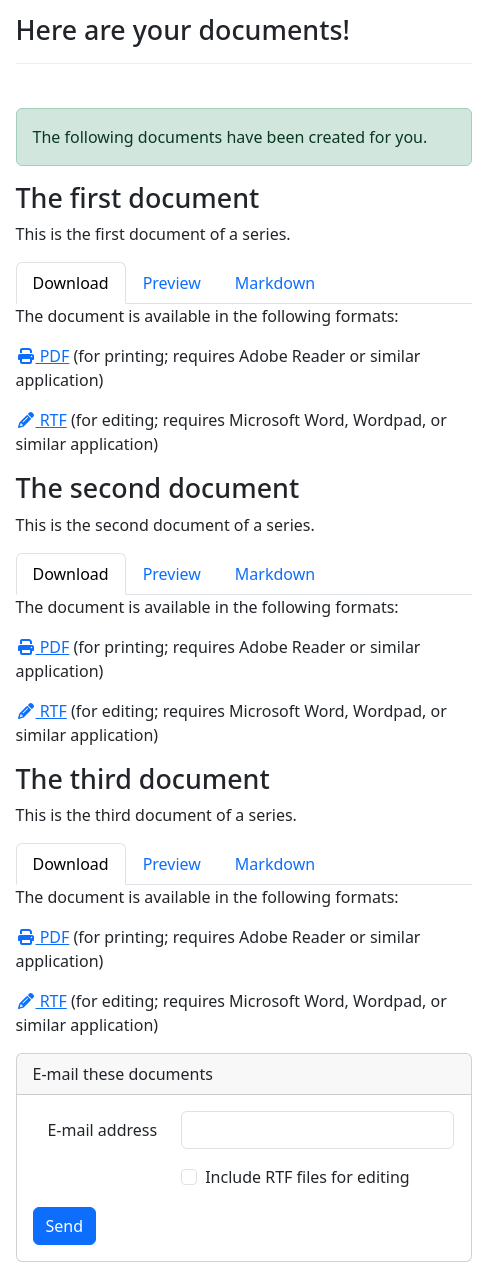 Here are your documents!
The following documents have been created for you.
The first document
This is the first document of a series.
Download Preview Markdown
The document is available in the following formats:
PDF (for printing; requires Adobe Reader or similar
application)
RTF (for editing; requires Microsoft Word, Wordpad, or
similar application)
The second document
This is the second document of a series.
Download Preview Markdown
The document is available in the following formats:
PDF (for printing; requires Adobe Reader or similar
application)
RTF (for editing; requires Microsoft Word, Wordpad, or
similar application)
The third document
This is the third document of a series.
Download Preview Markdown
The document is available in the following formats:
PDF (for printing; requires Adobe Reader or similar
application)
RTF (for editing; requires Microsoft Word, Wordpad, or
similar application)
E-mail these documents
E-mail address
Include RTF files for editing
Send